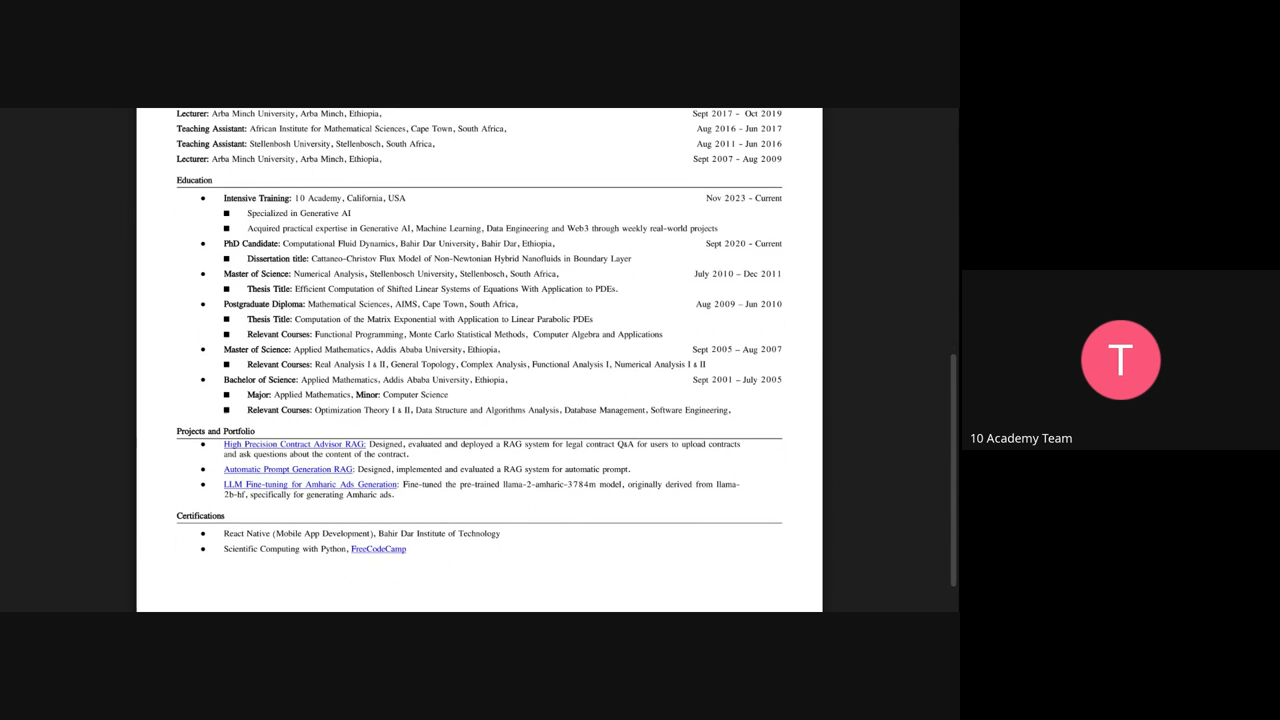 Lecturer: Arba Minch University, Arba Minch, Ethiopia, Sept 2017 - Oct 2019
Teaching Assistant: African Institute for Mathematical Sciences, Cape Town, South Africa, Aug 2016 - Jun 2017
Teaching Assistant: Stellenbosh University, Stellenbosch, South Africa, Aug 2011 - Jun 2016
Lecturer: Arba Minch University, Arba Minch, Ethiopia, Sept 2007 - Aug 2009
Education
● Intensive Training: 10 Academy, California, USA Nov 2023 - Current
■ Specialized in Generative AI
■ Acquired practical expertise in Generative AI, Machine Learning, Data Engineering and Web3 through weekly real-world projects
● PhD Candidate: Computational Fluid Dynamics, Bahir Dar University, Bahir Dar, Ethiopia, Sept 2020 - Current
■ Dissertation title: Cattaneo-Christov Flux Model of Non-Newtonian Hybrid Nanofluids in Boundary Layer
● Master of Science: Numerical Analysis, Stellenbosch University, Stellenbosch, South Africa, July 2010 – Dec 2011
■ Thesis Title: Efficient Computation of Shifted Linear Systems of Equations With Application to PDEs.
● Postgraduate Diploma: Mathematical Sciences, AIMS, Cape Town, South Africa, Aug 2009 – Jun 2010
■ Thesis Title: Computation of the Matrix Exponential with Application to Linear Parabolic PDEs
■ Relevant Courses: Functional Programming, Monte Carlo Statistical Methods, Computer Algebra and Applications
● Master of Science: Applied Mathematics, Addis Ababa University, Ethiopia, Sept 2005 – Aug 2007
■ Relevant Courses: Real Analysis I & II, General Topology, Complex Analysis, Functional Analysis I, Numerical Analysis I & II
● Bachelor of Science: Applied Mathematics, Addis Ababa University, Ethiopia, Sept 2001 – July 2005
■ Major: Applied Mathematics, Minor: Computer Science
■ Relevant Courses: Optimization Theory I & II, Data Structure and Algorithms Analysis, Database Management, Software Engineering,
Projects and Portfolio
● High Precision Contract Advisor RAG: Designed, evaluated and deployed a RAG system for legal contract Q&A for users to upload contracts
and ask questions about the content of the contract.
● Automatic Prompt Generation RAG: Designed, implemented and evaluated a RAG system for automatic prompt.
● LLM Fine-tuning for Amharic Ads Generation: Fine-tuned the pre-trained llama-2-amharic-3784m model, originally derived from llama-
2b-hf, specifically for generating Amharic ads.
Certifications
● React Native (Mobile App Development), Bahir Dar Institute of Technology
● Scientific Computing with Python, FreeCodeCamp
T
10 Academy Team